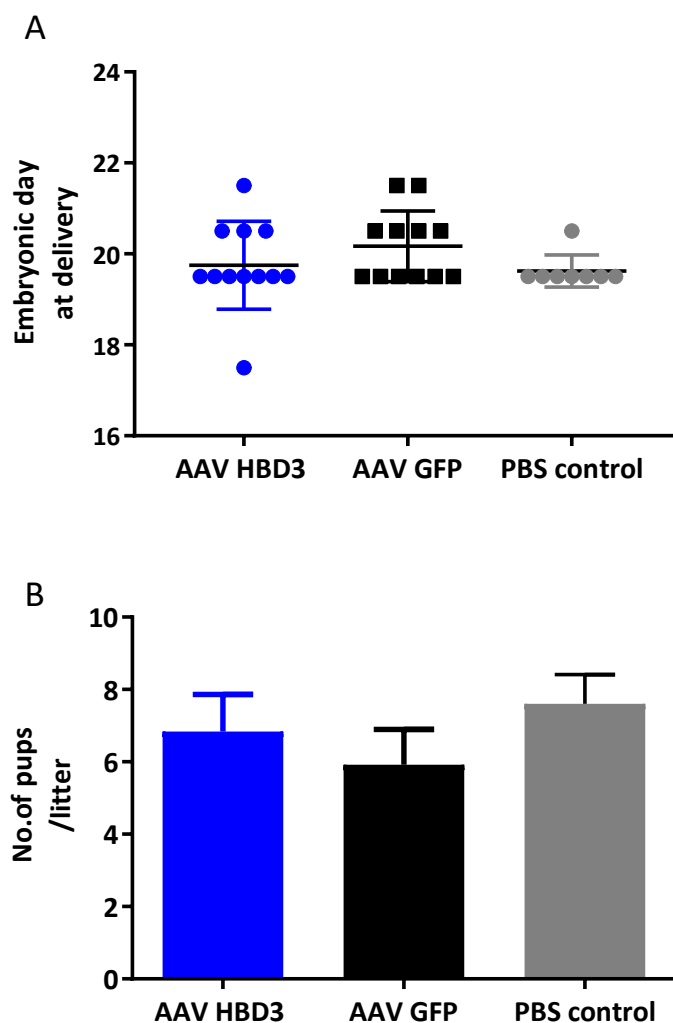 A
Embryonic day
at delivery
24
22
20
18
16
AAV HBD3
AAV GFP
PBS control
B
No.of pups
/litter
10
8
6
4
2
0
AAV HBD3
AAV GFP
PBS control